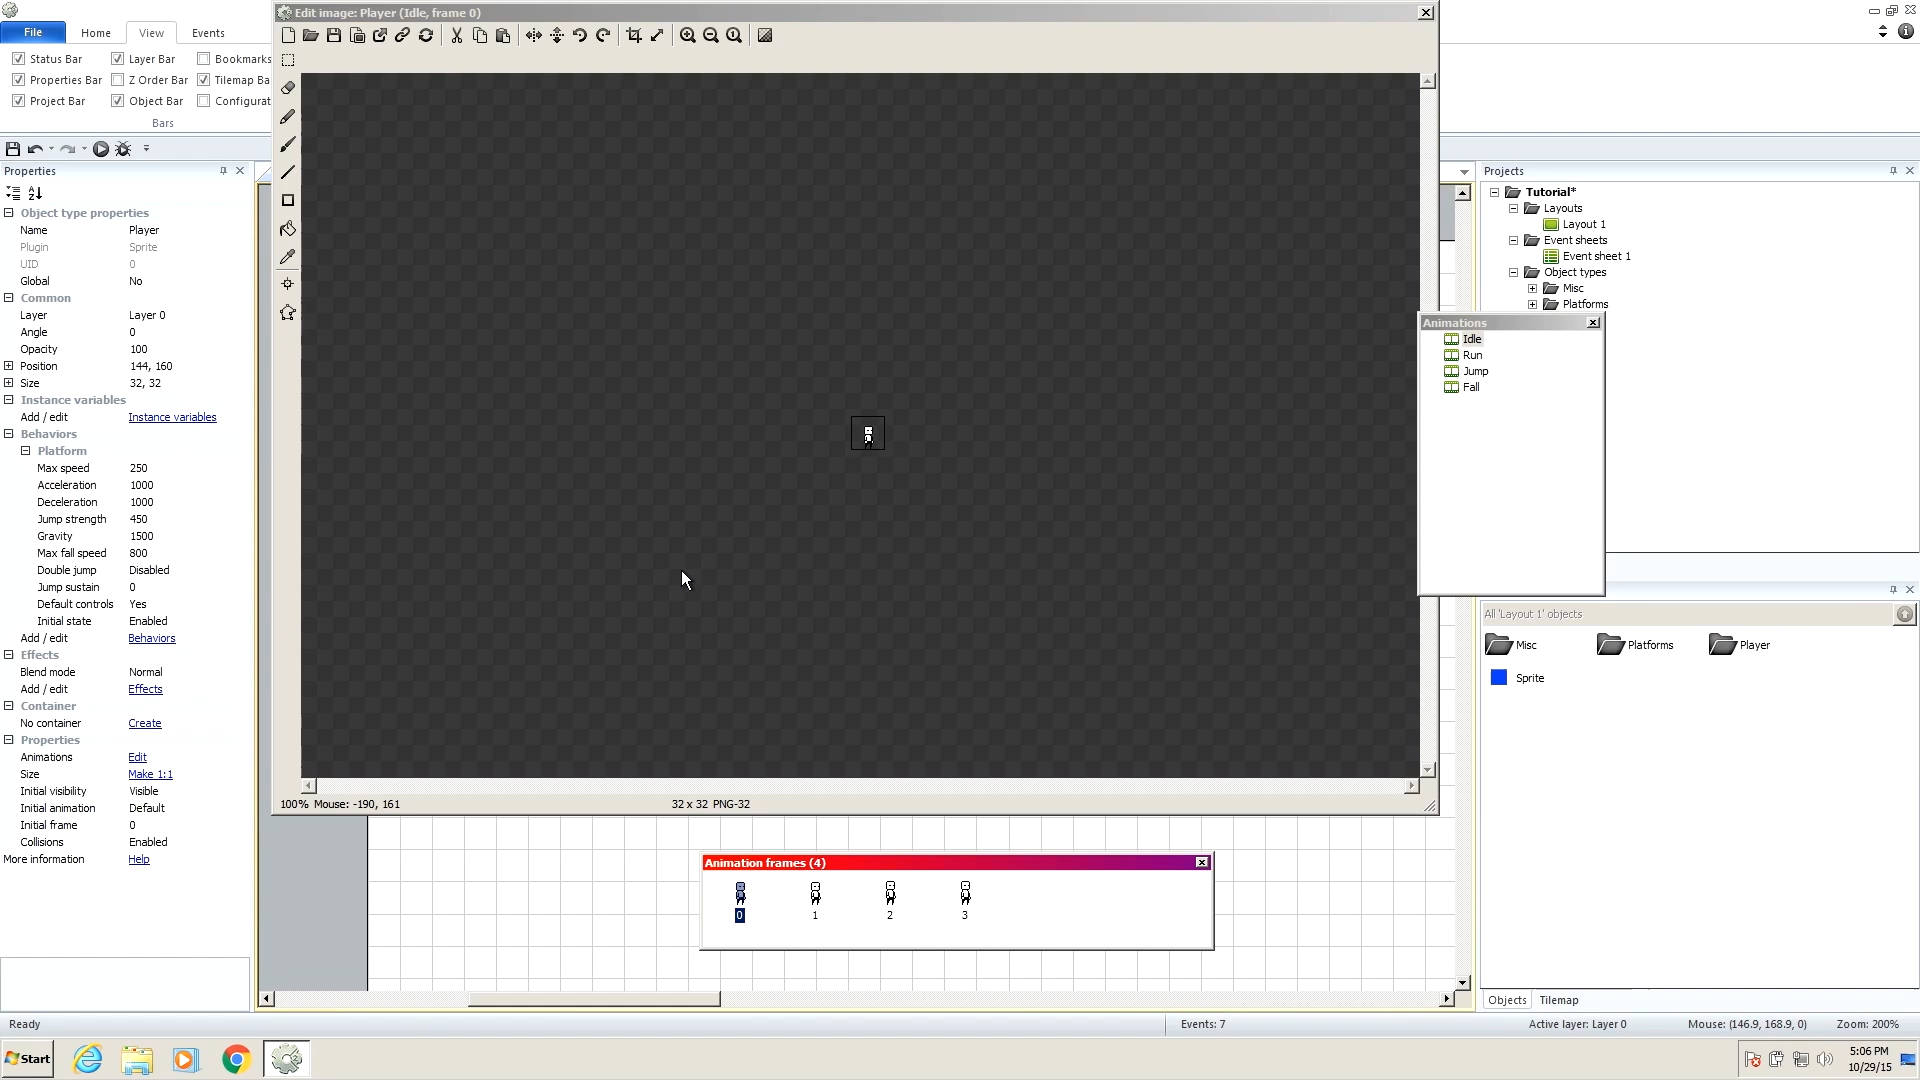 Edit image: Player (Idle, frame 0)
File Home View Events
Status Bar Layer Bar Bookmarks
Properties Bar Z Order Bar Tilemap Ba
Project Bar Object Bar Configurat
Bars
Properties
Object type properties
Name Player
Plugin Sprite
UID 0
Global No
Common
Layer Layer 0
Angle 0
Opacity 100
Position 144, 160
Size 32, 32
Instance variables
Add / edit Instance variables
Behaviors
Platform
Max speed 250
Acceleration 1000
Deceleration 1000
Jump strength 450
Gravity 1500
Max fall speed 800
Double jump Disabled
Jump sustain 0
Default controls Yes
Initial state Enabled
Add / edit Behaviors
Effects
Blend mode Normal
Add / edit Effects
Container
No container Create
Properties
Animations Edit
Size Make 1:1
Initial visibility Visible
Initial animation Default
Initial frame 0
Collisions Enabled
More information Help
100% Mouse: -190, 161 32 x 32 PNG-32
Animation frames (4)
0 1 2 3
Projects
Tutorial*
Layouts
Layout 1
Event sheets
Event sheet 1
Object types
Misc
Platforms
Animations
Idle
Run
Jump
Fall
All 'Layout 1' objects
Misc Platforms Player
Sprite
Objects Tilemap
Ready Events: 7 Active layer: Layer 0 Mouse: (146.9, 168.9, 0) Zoom: 200%
Start
5:06 PM
10/29/15